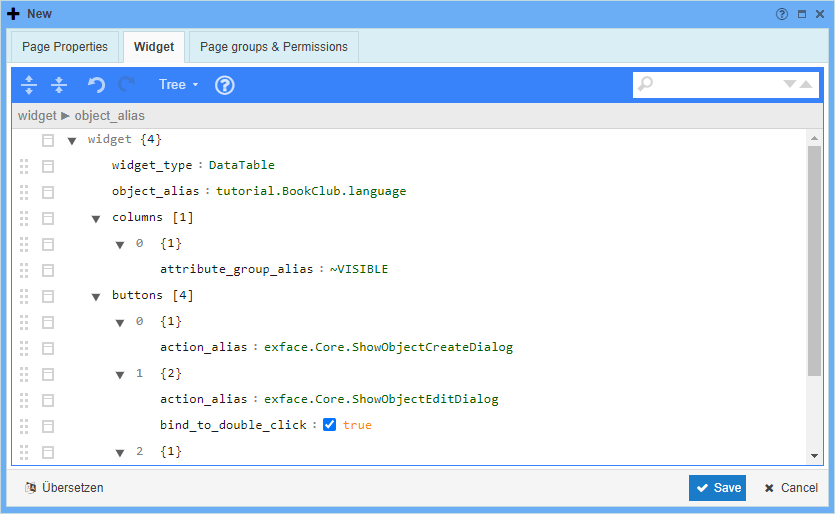 New
Page Properties Widget Page groups & Permissions
Tree
widget ▶ object_alias
widget {4}
widget_type : DataTable
object_alias : tutorial.BookClub.language
columns [1]
0 {1}
attribute_group_alias : ~VISIBLE
buttons [4]
0 {1}
action_alias : exface.Core.ShowObjectCreateDialog
1 {2}
action_alias : exface.Core.ShowObjectEditDialog
bind_to_double_click : true
2 {1}
Übersetzen Save Cancel